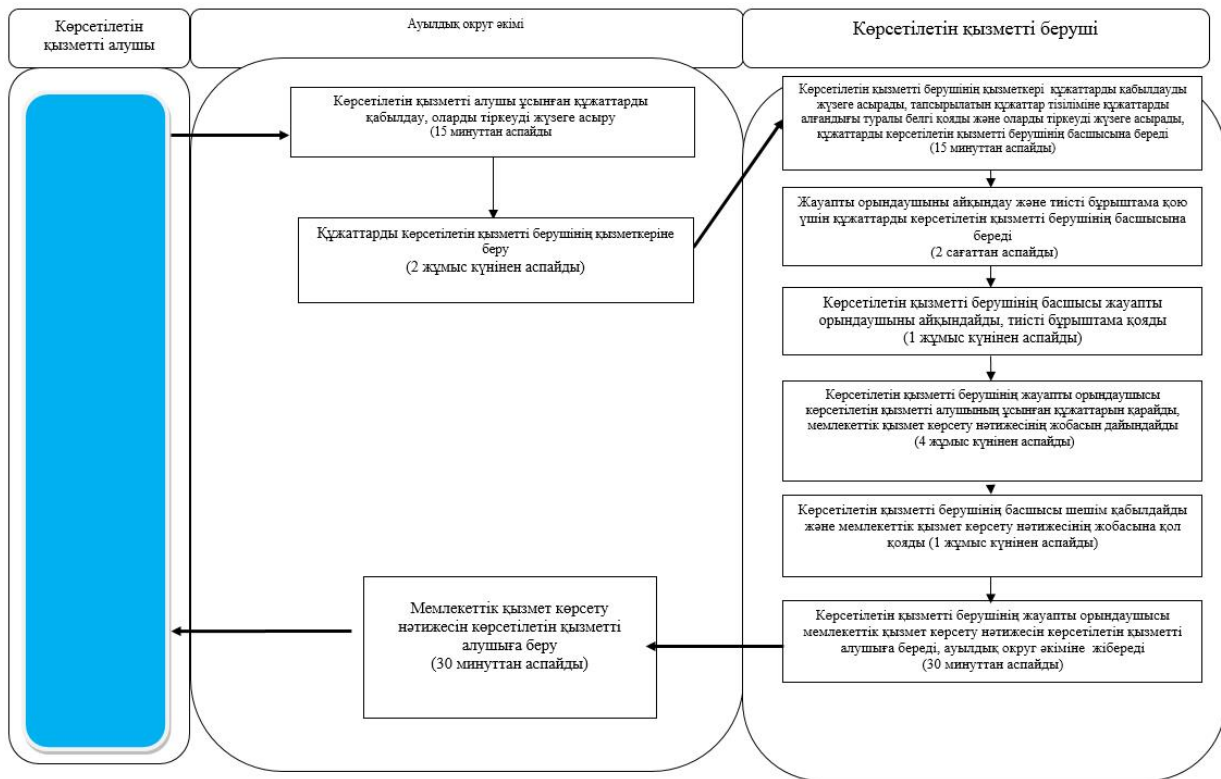 Көрсетілетін
қызметті алушы
Ауылдық округ әкімі
Көрсетілетін қызметті беруші
Көрсетілетін қызметті алушы ұсынған құжаттарды
қабылдау, оларды тіркеуді жүзеге асыру
(15 минуттан аспайды
Құжаттарды көрсетілетін қызметті берушінің қызметкеріне
беру
(2 жұмыс күнінен аспайды)
Көрсетілетін қызметті берушінің қызметкері құжаттарды қабылдауды
жүзеге асырады, тапсырылатын құжаттар тізіліміне құжаттарды
алғандығы туралы белгі қояды және оларды тіркеуді жүзеге асырады,
құжаттарды көрсетілетін қызметті берушінің басшысына береді
(15 минуттан аспайды)
Жауапты орындаушыны айқындау және тиісті бұрыштама қою
үшін құжаттарды көрсетілетін қызметті берушінің басшысына
береді
(2 сағаттан аспайды)
Көрсетілетін қызметті берушінің басшысы жауапты
орындаушыны айқындайды, тиісті бұрыштама қояды
(1 жұмыс күнінен аспайды)
Көрсетілетін қызметті берушінің жауапты орындаушысы
көрсетілетін қызметті алушының ұсынған құжаттарын қарайды,
мемлекеттік қызмет көрсету нәтижесінің жобасын дайындайды
(4 жұмыс күнінен аспайды)
Көрсетілетін қызметті берушінің басшысы шешім қабылдайды
және мемлекеттік қызмет көрсету нәтижесінің жобасына қол
қояды (1 жұмыс күнінен аспайды)
Көрсетілетін қызметті берушінің жауапты орындаушысы
мемлекеттік қызмет көрсету нәтижесін көрсетілетін қызметті
алушыға береді, ауылдық округ әкіміне жібереді
(30 минуттан аспайды)
Мемлекеттік қызмет көрсету
нәтижесін көрсетілетін қызметті
алушыға беру
(30 минуттан аспайды)